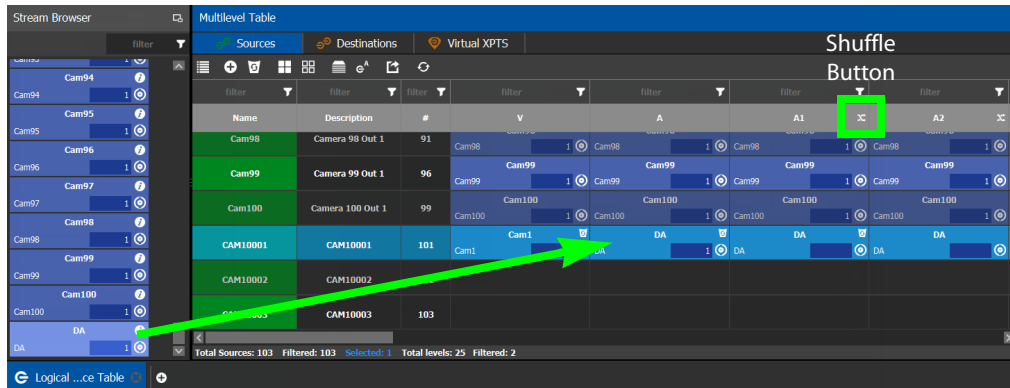 Stream Browser
Multilevel Table
filter
Sources
Destinations
Virtual XPTS
Shuffle
Button
filter filter filter filter filter filter filter
Name Description # V A A1 A2
Cam94
Cam94 1
Cam95
Cam95 1
Cam96
Cam96 1
Cam97
Cam97 1
Cam98
Cam98 1
Cam99
Cam99 1
Cam100
Cam100 1
DA
DA 1
Cam98 Camera 98 Out 1 91
Cam98 1 Cam98 1 Cam98 1 Cam98 1
Cam99 Camera 99 Out 1 96 Cam99 Cam99 Cam99 Cam99
Cam99 1 Cam99 1 Cam99 1 Cam99 1
Cam100 Camera 100 Out 1 99 Cam100 Cam100 Cam100 Cam100
Cam100 1 Cam100 1 Cam100 1 Cam100 1
CAM10001 CAM10001 101 Cam1 DA DA DA
Cam1 DA 1 DA DA
CAM10002 CAM10002
CAM10003 103
Total Sources: 103 Filtered: 103 Selected: 1 Total levels: 25 Filtered: 2
Logical ...ce Table